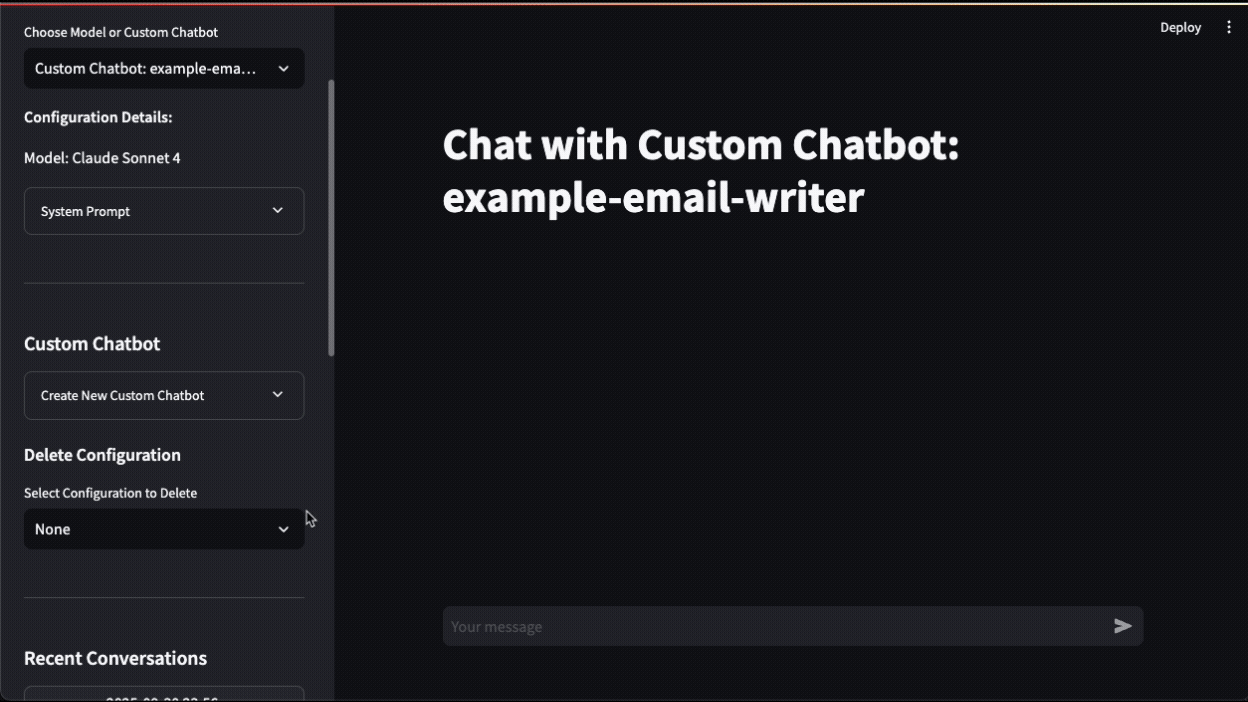 Choose Model or Custom Chatbot
Custom Chatbot: example-ema...
Configuration Details:
Model: Claude Sonnet 4
System Prompt
Custom Chatbot
Create New Custom Chatbot
Delete Configuration
Select Configuration to Delete
None
Recent Conversations
Deploy
Chat with Custom Chatbot:
example-email-writer
Your message